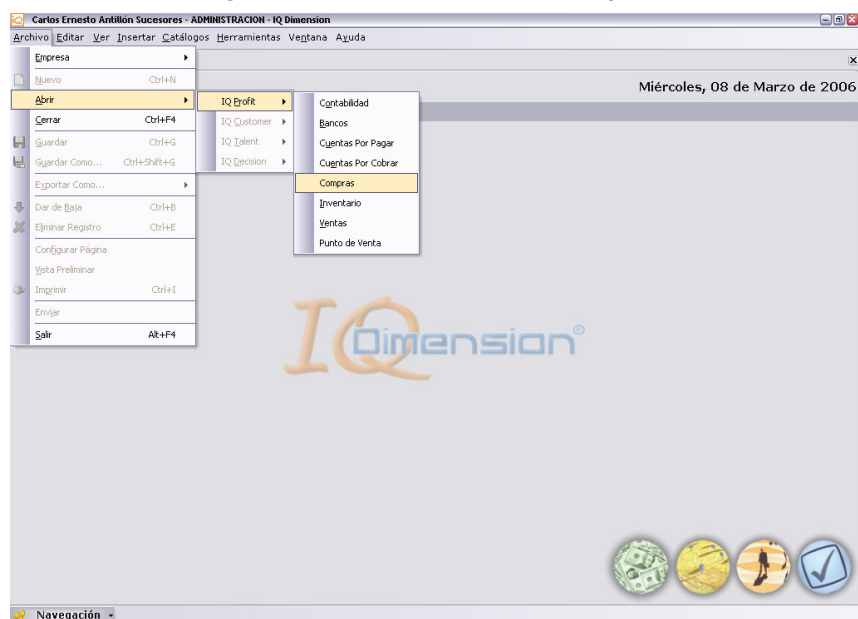 Carlos Ernesto Antillón Sucesores - ADMINISTRACION - IQ Dimension
Archivo Editar Ver Insertar Catálogos Herramientas Ventana Ayuda
Miércoles, 08 de Marzo de 2006
Empresa
Nuevo Ctrl+N
Abrir
Cerrar Ctrl+F4
Guardar Ctrl+G
Guardar Como... Ctrl+Shift+G
Exportar Como...
Dar de Baja Ctrl+B
Eliminar Registro Ctrl+E
Configurar Página
Vista Preliminar
Imprimir Ctrl+I
Enviar
Salir Alt+F4
IQ Profit
IQ Customer
IQ Talent
IQ Decision
Contabilidad
Bancos
Cuentas Por Pagar
Cuentas Por Cobrar
Compras
Inventario
Ventas
Punto de Venta
IQ Dimension®
Navegación